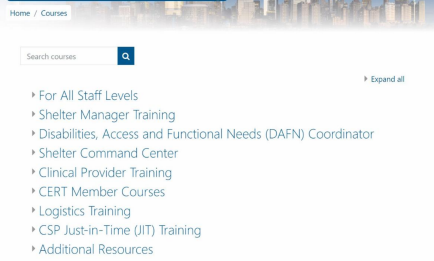 Home / Courses
Search courses
Expand all
For All Staff Levels
Shelter Manager Training
Disabilities, Access and Functional Needs (DAFN) Coordinator
Shelter Command Center
Clinical Provider Training
CERT Member Courses
Logistics Training
CSP Just-in-Time (JIT) Training
Additional Resources